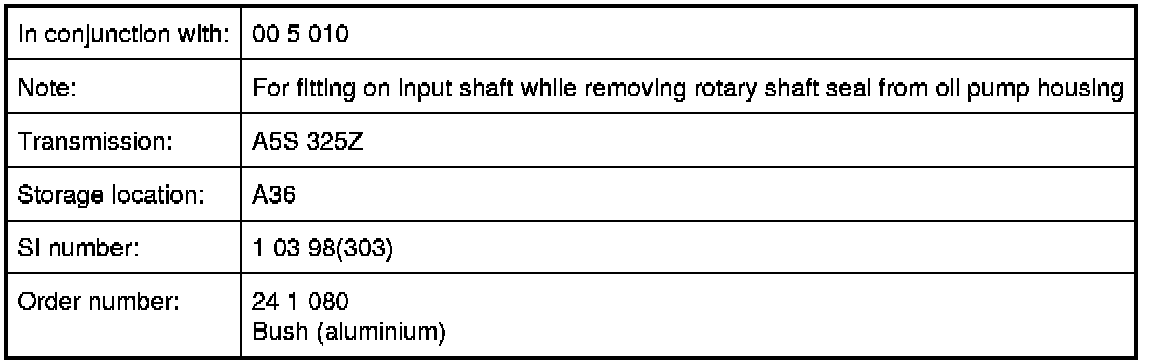 In conjunction with: 00 5 010
Note: For fitting on input shaft while removing rotary shaft seal from oil pump housing
Transmission: A5S 325Z
Storage location: A36
SI number: 1 03 98(303)
Order number: 24 1 080
Bush (aluminium)